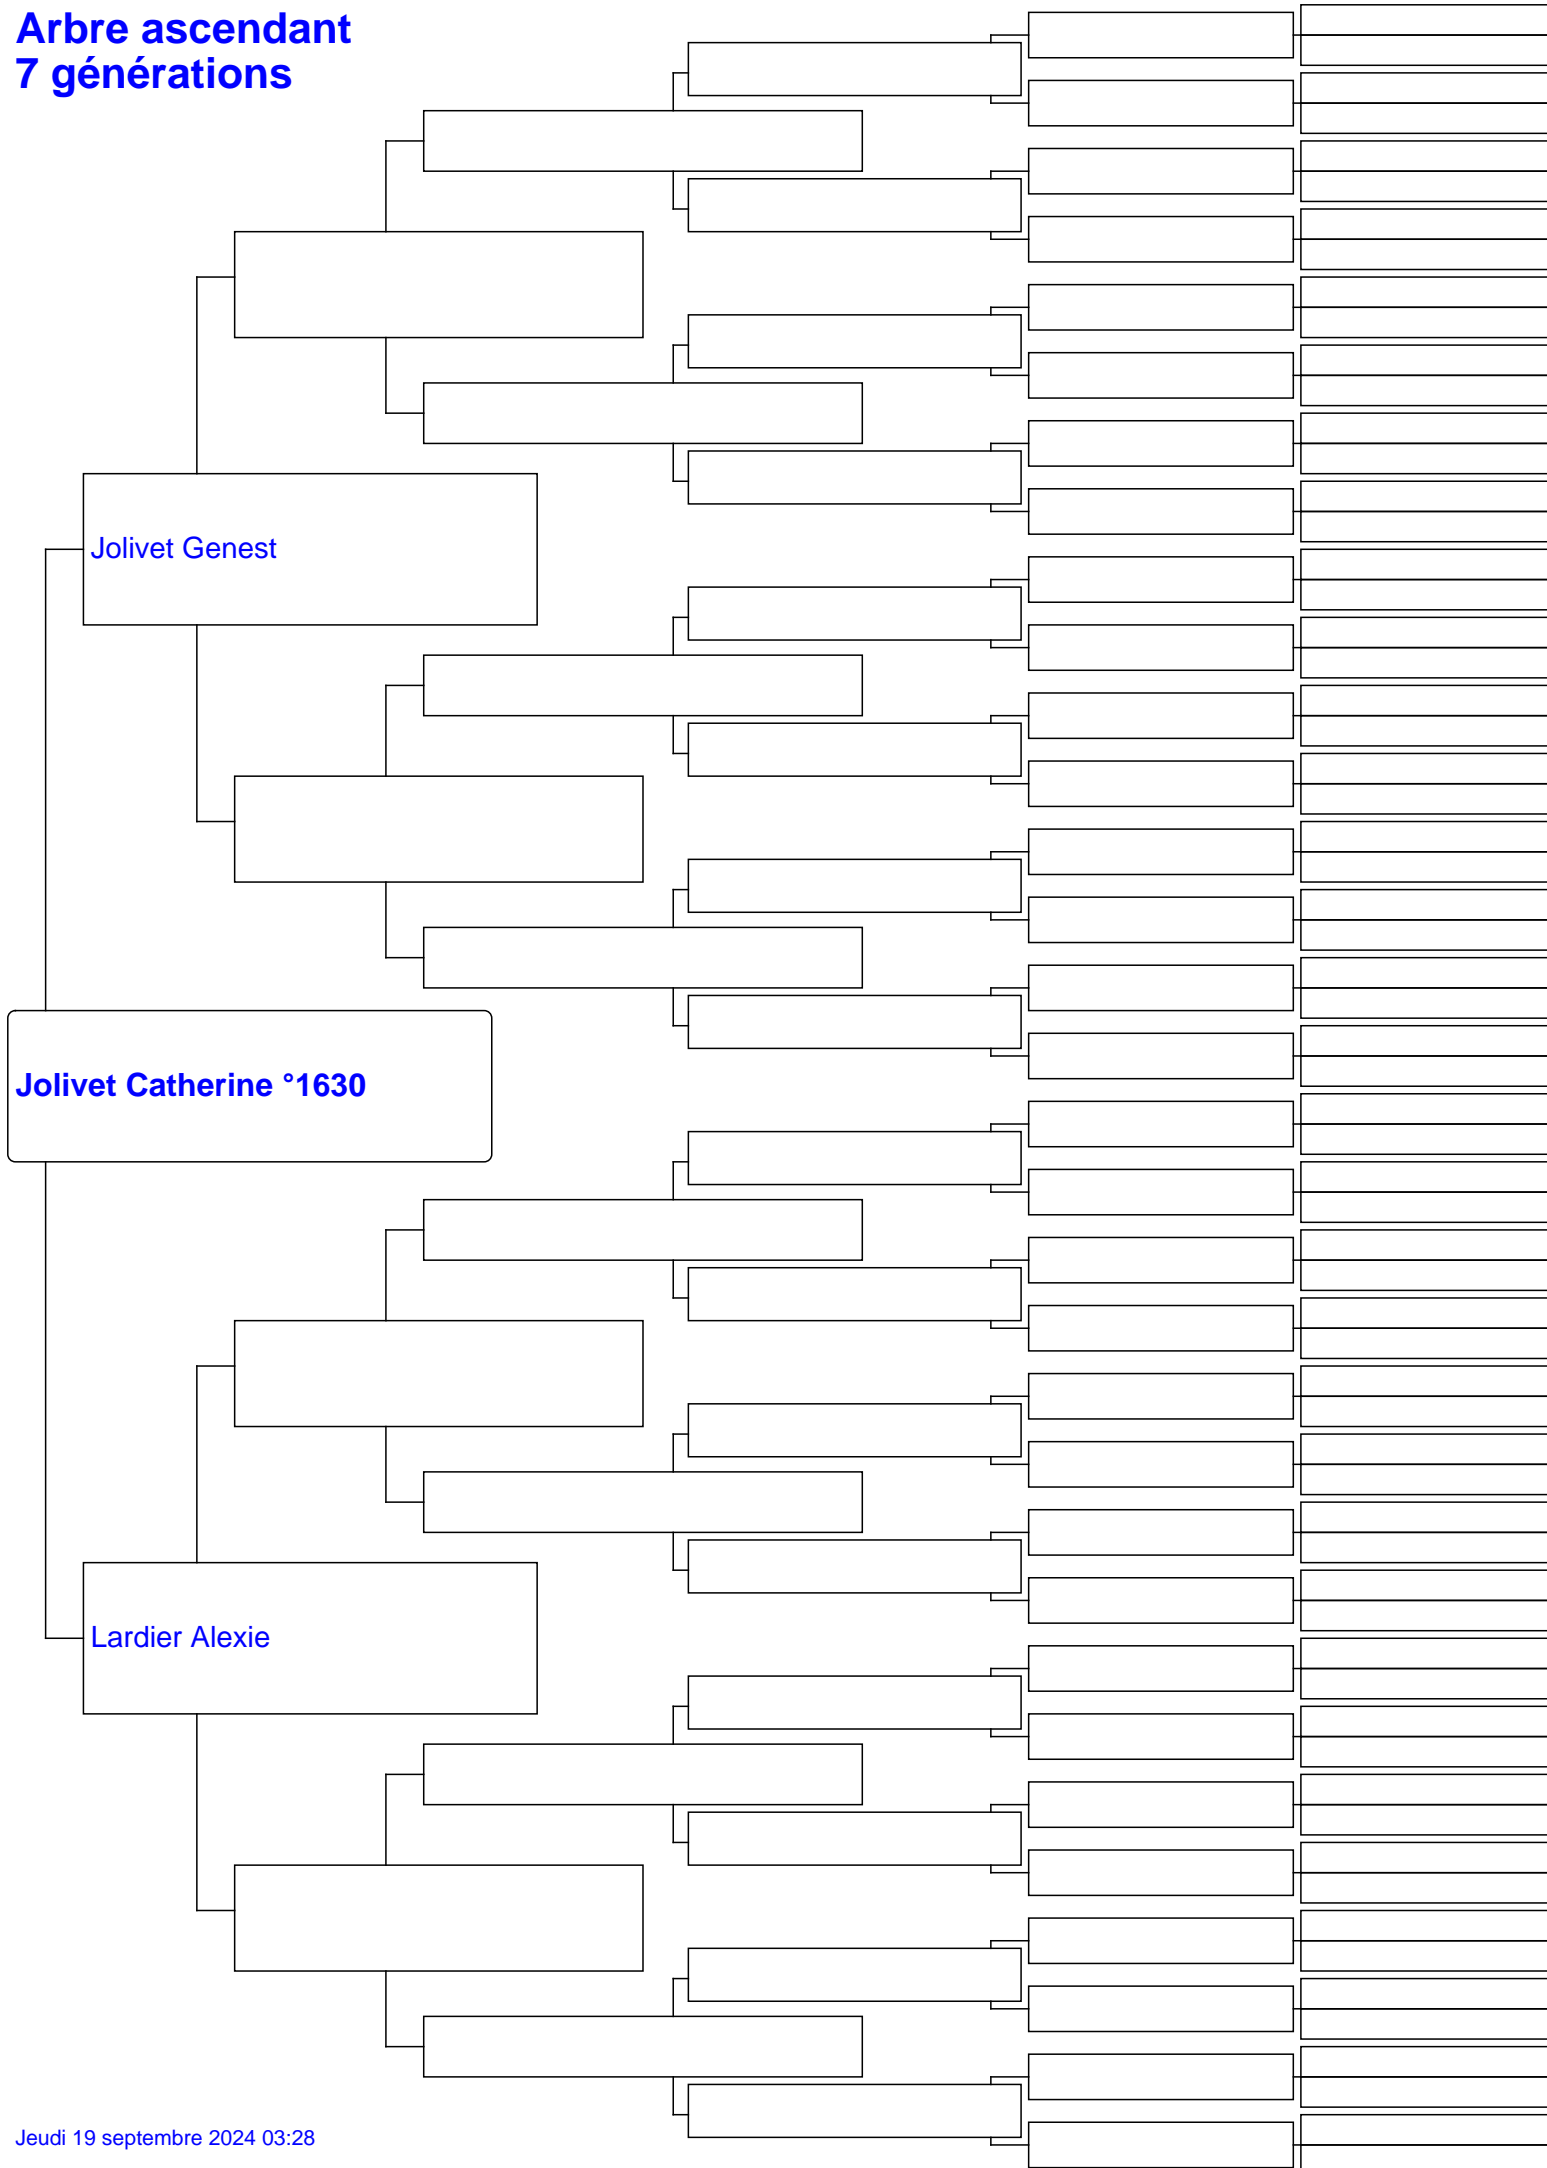 Arbre ascendant
7 générations
Jolivet Genest
Jolivet Catherine °1630
Lardier Alexie
Jeudi 19 septembre 2024 03:28